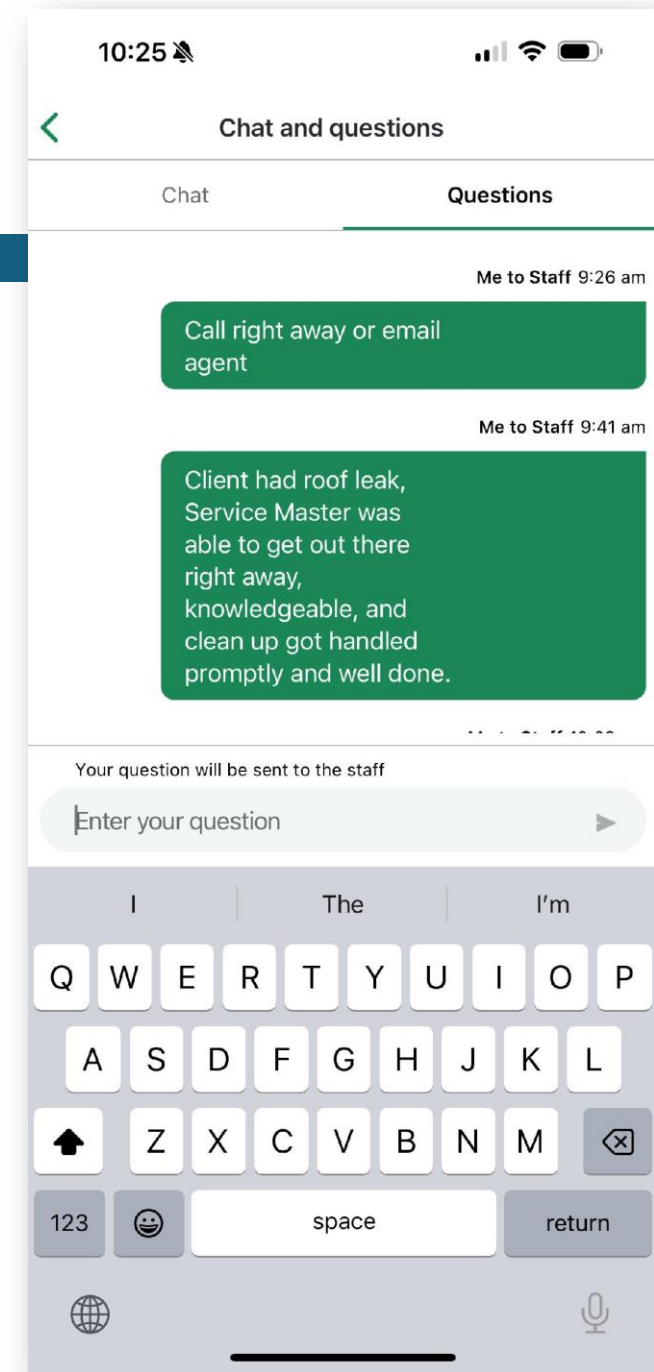 10:25
Chat and questions
Chat Questions
Me to Staff 9:26 am
Call right away or email
agent
Me to Staff 9:41 am
Client had roof leak,
Service Master was
able to get out there
right away,
knowledgeable, and
clean up got handled
promptly and well done.
Your question will be sent to the staff
Enter your question
I The I'm
Q W E R T Y U I O P
A S D F G H J K L
Z X C V B N M
123 space return